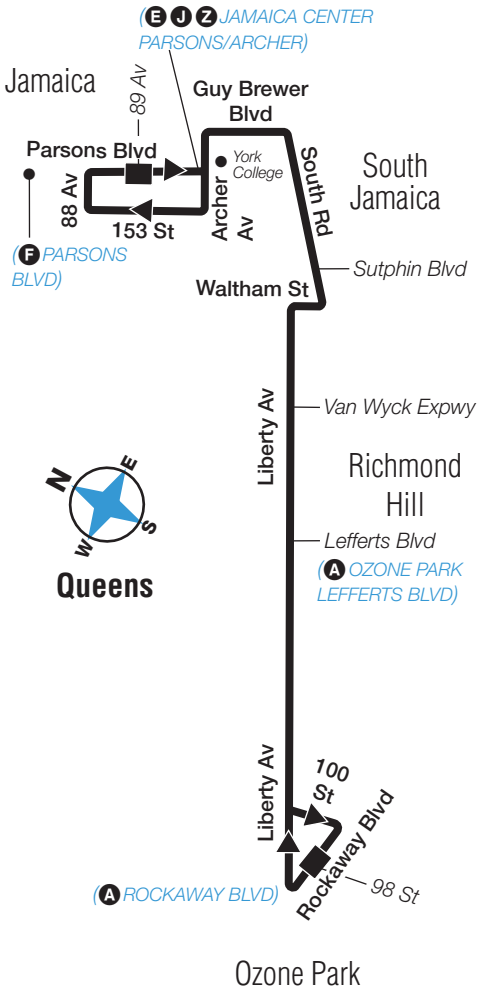 (E J Z JAMAICA CENTER
PARSONS/ARCHER)
Jamaica
89 Av
Guy Brewer
Blvd
Parsons Blvd
York
College
South Rd
South
Jamaica
88 Av
153 St
Archer
Av
(F PARSONS
BLVD)
Sutphin Blvd
Waltham St
Liberty Av
Van Wyck Expwy
Richmond
Hill
N
E
S
W
Queens
Lefferts Blvd
(A OZONE PARK
LEFFERTS BLVD)
Liberty Av
100
St
Rockaway Blvd
(A ROCKAWAY BLVD)
98 St
Ozone Park